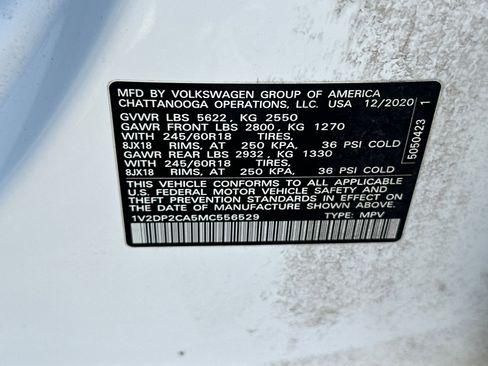 MFD BY VOLKSWAGEN GROUP OF AMERICA
CHATTANOOGA OPERATIONS, LLC. USA 12/2020
GVWR LBS 5622, KG 2550
GAWR FRONT LBS 2800, KG 1270
WITH 245/60R18 TIRES,
8JX18 RIMS, AT 250 KPA, 36 PSI COLD
GAWR REAR LBS 2932, KG 1330
WITH 245/60R18 TIRES,
8JX18 RIMS, AT 250 KPA, 36 PSI COLD
THIS VEHICLE CONFORMS TO ALL APPLICABLE
U.S. FEDERAL MOTOR VEHICLE SAFETY AND
THEFT PREVENTION STANDARDS IN EFFECT ON
THE DATE OF MANUFACTURE SHOWN ABOVE.
1V2DP2CA5MC556529 TYPE: MPV
5050423 1